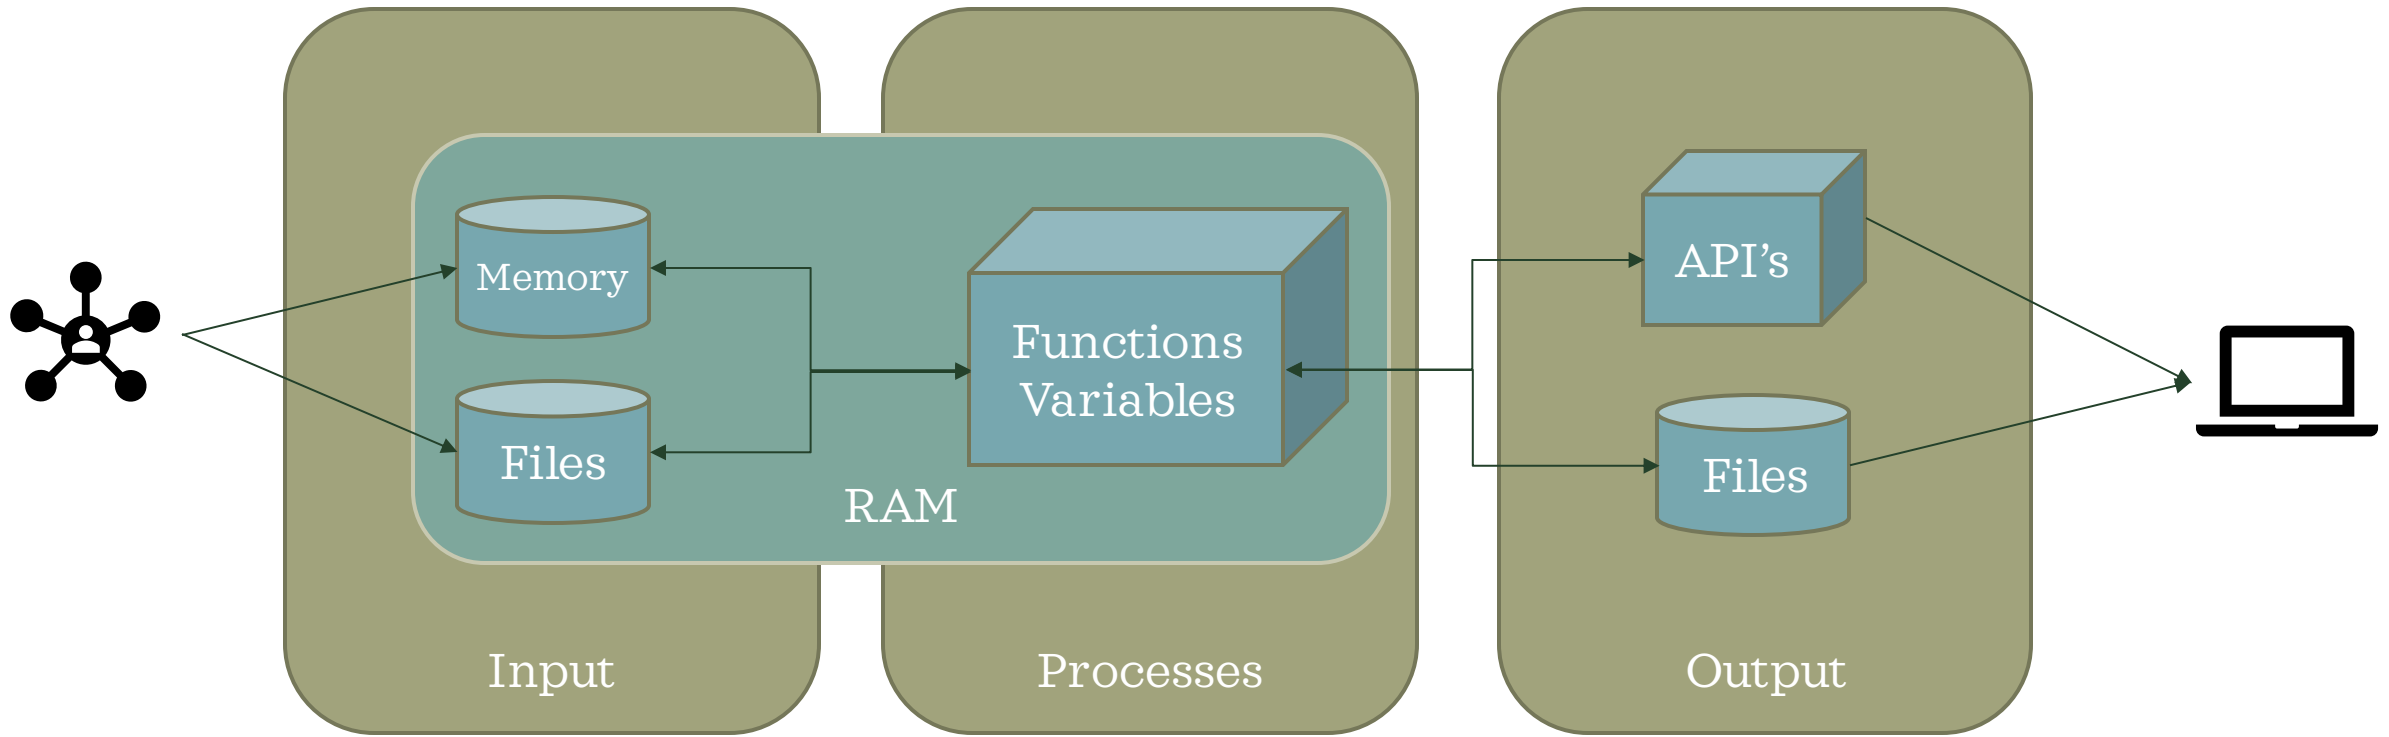 Memory
Files
RAM
Input
Functions
Variables
Processes
API’s
Files
Output